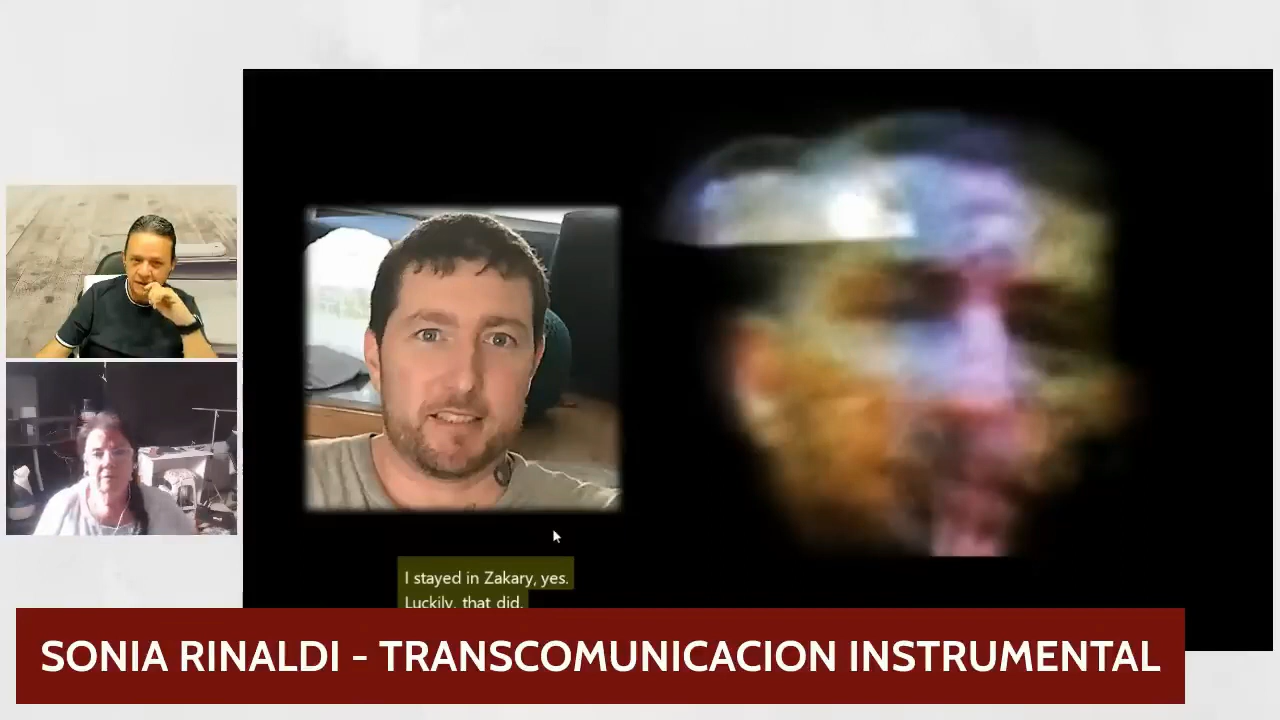 I stayed in Zakary, yes.
Luckily, that did.
SONIA RINALDI - TRANSCOMUNICACION INSTRUMENTAL